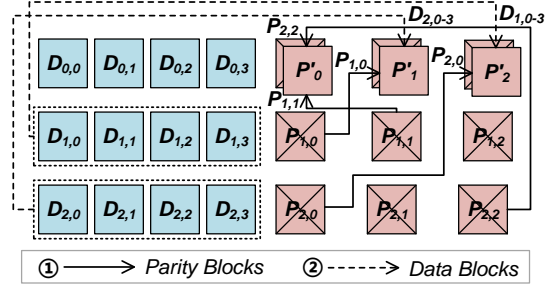 P2,2 D2,0-3 D1,0-3
D0,0 D0,1 D0,2 D0,3 P'0 P1,0 P'1 P2,0 P'2
P1,1
D1,0 D1,1 D1,2 D1,3 P1,0 P1,1 P1,2
D2,0 D2,1 D2,2 D2,3 P2,0 P2,1 P2,2
① Parity Blocks ② Data Blocks